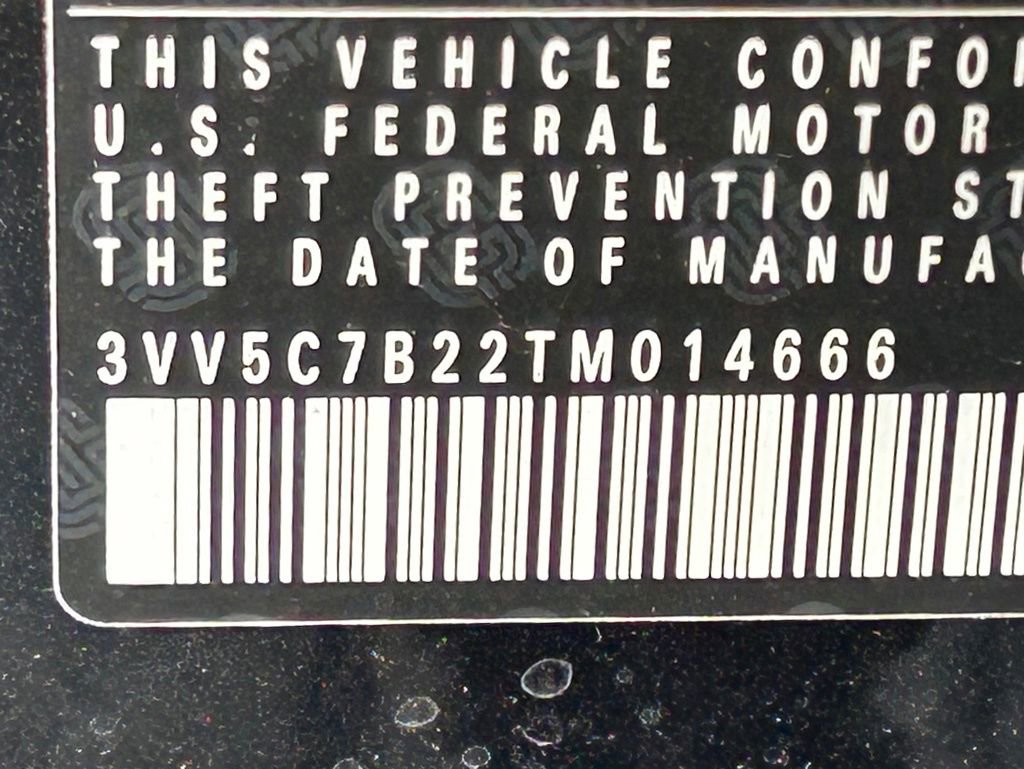 THIS VEHICLE CONFO
U.S. FEDERAL MOTOR
THEFT PREVENTION ST
THE DATE OF MANUFA
3VV5C7B22TM014666